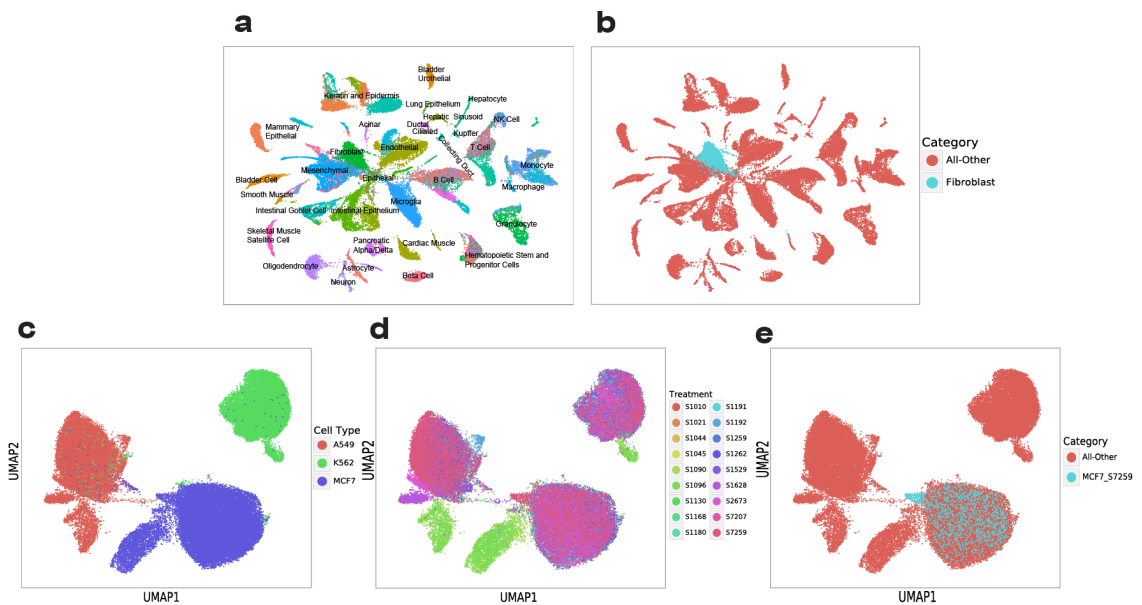 a
b
Bladder
Urothelial
Keratin and Epidermis
Lung Epithelium
Hepatocyte
Hepatic Sinusoid
NK Cell
Mammary
Epithelial
Acinar
Ductal
Ciliated
Kupffer
T Cell
Collecting Duct
Fibroblast
Endothelial
Monocyte
Mesenchymal
Epithelial
B Cell
Macrophage
Bladder Cell
Smooth Muscle
Microglia
Intestinal Goblet Cell
Intestinal Epithelium
Granulocyte
Skeletal Muscle
Satellite Cell
Pancreatic
Alpha/Delta
Cardiac Muscle
Hematopoietic Stem and
Progenitor Cells
Oligodendrocyte
Astrocyte
Beta Cell
Neuron
Category
All-Other
Fibroblast
c
d
e
UMAP2
UMAP1
Cell Type
A549
K562
MCF7
UMAP2
UMAP1
Treatment
S1010
S1191
S1021
S1192
S1044
S1259
S1045
S1262
S1090
S1529
S1096
S1628
S1130
S2673
S1168
S7207
S1180
S7259
UMAP2
UMAP1
Category
All-Other
MCF7_S7259